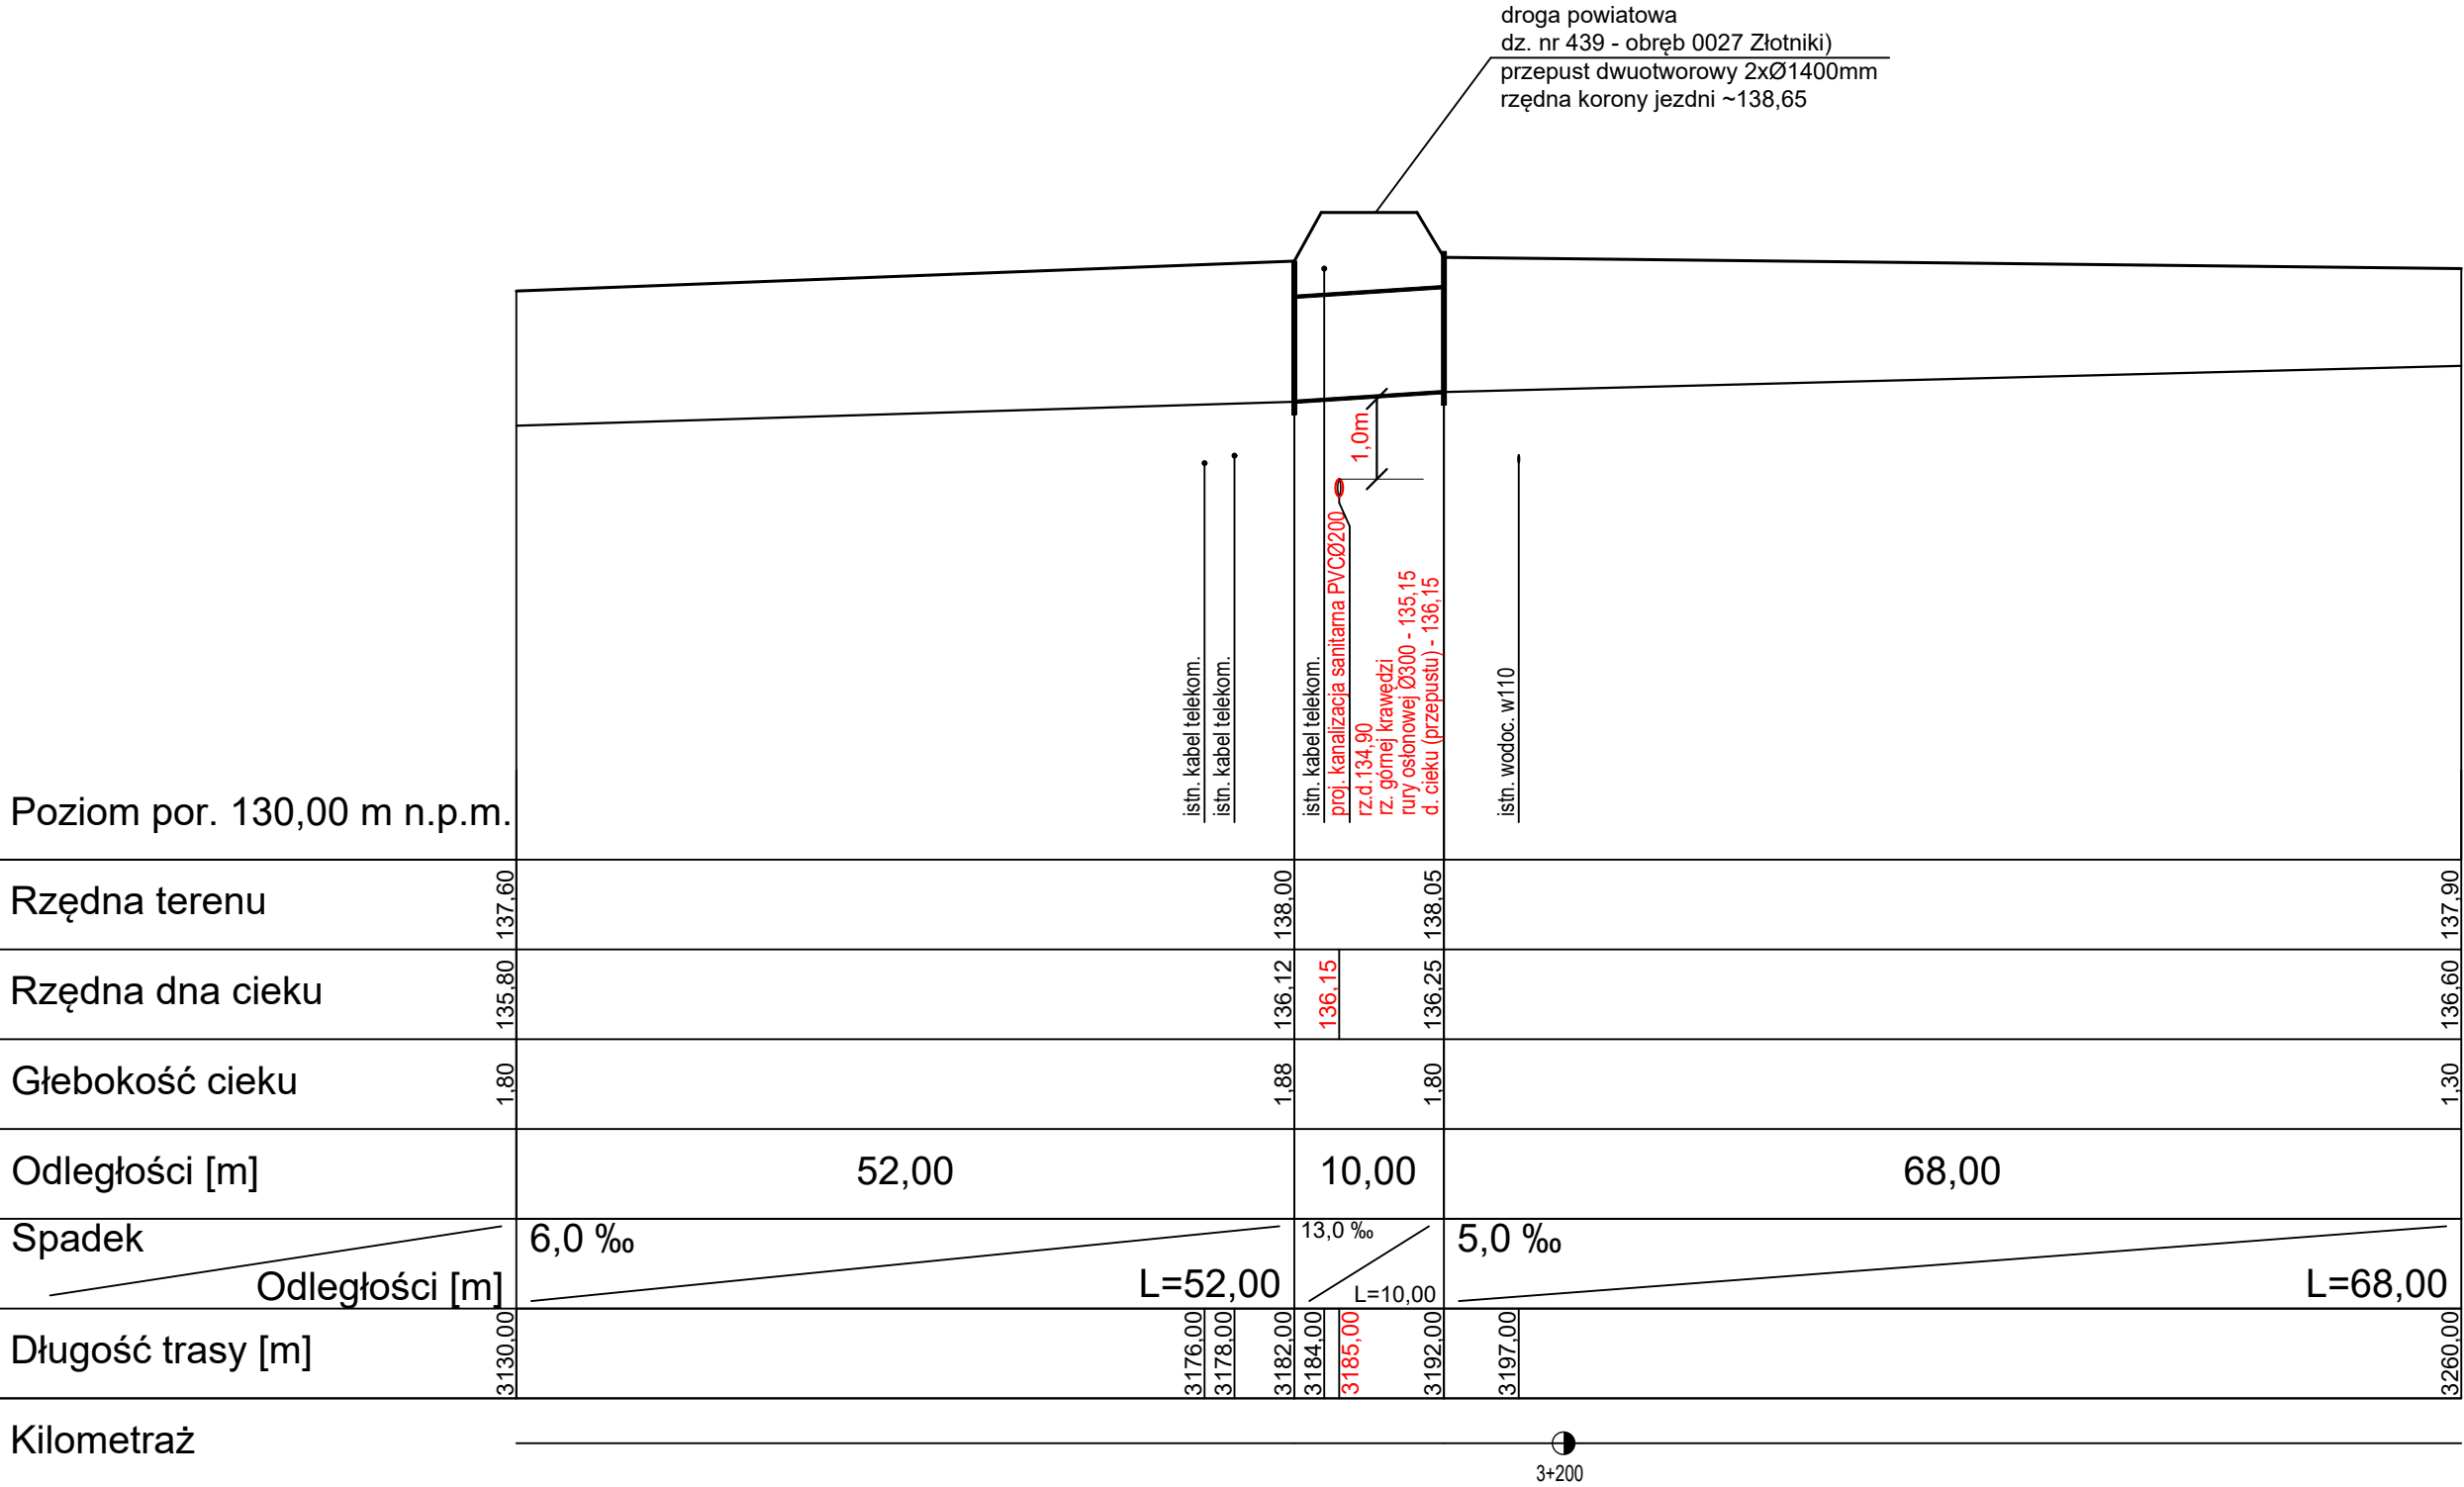 droga powiatowa
dz. nr 439 - obręb 0027 Złotniki)
przepust dwuotworowy 2xØ1400mm
rzędna korony jezdni ~138,65
1,0m
istn. kabel telekom.
istn. kabel telekom.
istn. kabel telekom.
proj. kanalizacja sanitarna PVCØ200
rz.d.134,90
rz. górnej krawędzi
rury osłonowej Ø300 - 135,15
d. cieku (przepustu) - 136,15
istn. wodoc. w110
Poziom por. 130,00 m n.p.m.
Rzędna terenu
137,60
138,00
138,05
137,90
Rzędna dna cieku
135,80
136,12
136,15
136,25
136,60
Głebokość cieku
1,80
1,88
1,80
1,30
Odległości [m]
52,00
10,00
68,00
Spadek
Odległości [m]
6,0 ‰
L=52,00
13,0 ‰
L=10,00
5,0 ‰
L=68,00
Długość trasy [m]
3130,00
3176,00
3178,00
3182,00
3184,00
3185,00
3192,00
3197,00
3260,00
Kilometraż
3+200